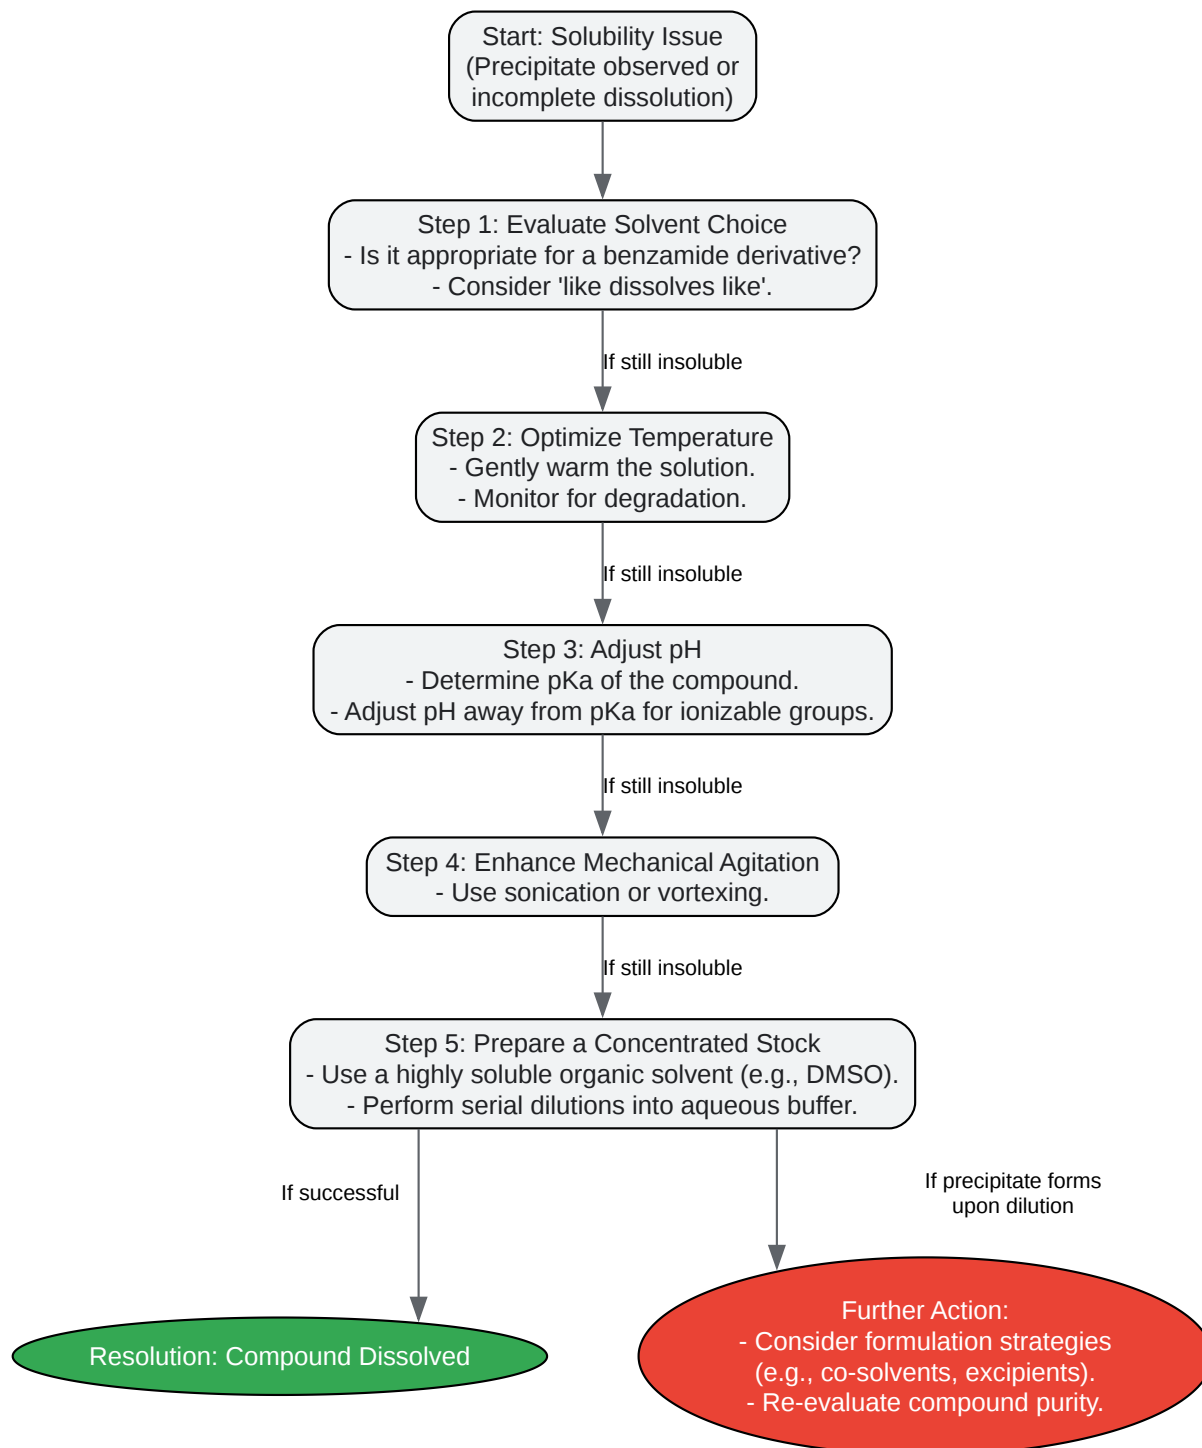 Start: Solubility Issue
(Precipitate observed or
incomplete dissolution)
Step 1: Evaluate Solvent Choice
- Is it appropriate for a benzamide derivative?
- Consider 'like dissolves like'.
If still insoluble
Step 2: Optimize Temperature
- Gently warm the solution.
- Monitor for degradation.
If still insoluble
Step 3: Adjust pH
- Determine pKa of the compound.
- Adjust pH away from pKa for ionizable groups.
If still insoluble
Step 4: Enhance Mechanical Agitation
- Use sonication or vortexing.
If still insoluble
Step 5: Prepare a Concentrated Stock
- Use a highly soluble organic solvent (e.g., DMSO).
- Perform serial dilutions into aqueous buffer.
If successful
If precipitate forms
upon dilution
Resolution: Compound Dissolved
Further Action:
- Consider formulation strategies
(e.g., co-solvents, excipients).
- Re-evaluate compound purity.